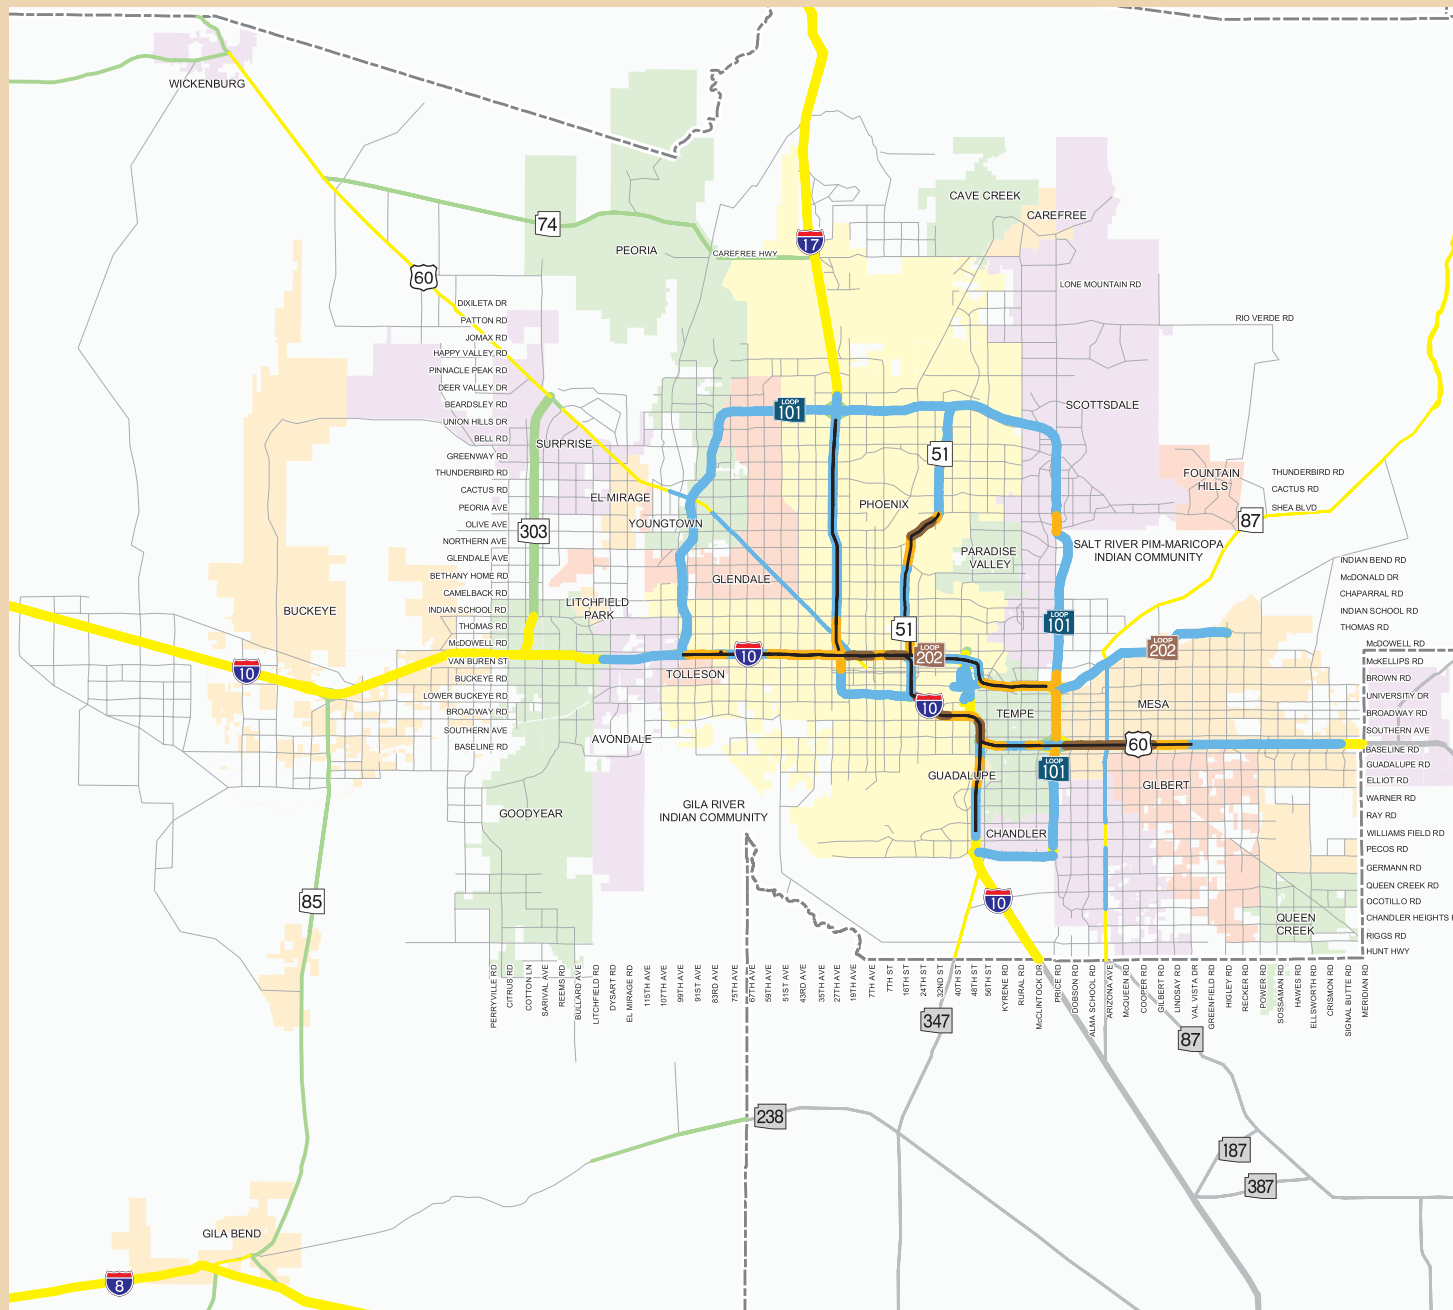 WICKENBURG
74
PEORIA
CAREFREE HWY
17
CAVE CREEK
CAREFREE
60
LONE MOUNTAIN RD
RIO VERDE RD
DIXILETA DR
PATTON RD
JOMAX RD
HAPPY VALLEY RD
PINNACLE PEAK RD
DEER VALLEY DR
BEARDSLEY RD
UNION HILLS DR
BELL RD
GREENWAY RD
THUNDERBIRD RD
CACTUS RD
PEORIA AVE
OLIVE AVE
NORTHERN AVE
GLENDALE AVE
BETHANY HOME RD
CAMELBACK RD
INDIAN SCHOOL RD
THOMAS RD
McDOWELL RD
VAN BUREN ST
BUCKEYE RD
LOWER BUCKEYE RD
BROADWAY RD
SOUTHERN AVE
BASELINE RD
LOOP
101
SCOTTSDALE
SURPRISE
51
EL MIRAGE
YOUNGTOWN
303
PHOENIX
FOUNTAIN
HILLS
THUNDERBIRD RD
CACTUS RD
SHEA BLVD
87
SALT RIVER PIM-MARICOPA
INDIAN COMMUNITY
PARADISE
VALLEY
GLENDALE
LITCHFIELD
PARK
BUCKEYE
INDIAN BEND RD
McDONALD DR
CHAPARRAL RD
INDIAN SCHOOL RD
THOMAS RD
McDOWELL RD
McKELLIPS RD
BROWN RD
UNIVERSITY DR
BROADWAY RD
SOUTHERN AVE
BASELINE RD
GUADALUPE RD
ELLIOT RD
WARNER RD
RAY RD
WILLIAMS FIELD RD
PECOS RD
GERMANN RD
QUEEN CREEK RD
OCOTILLO RD
CHANDLER HEIGHTS
RIGGS RD
HUNT HWY
LOOP
101
51
LOOP
202
LOOP
202
10
10
TOLLESON
10
TEMPE
MESA
AVONDALE
60
LOOP
101
GUADALUPE
GILBERT
GOODYEAR
GILA RIVER
INDIAN COMMUNITY
CHANDLER
85
10
QUEEN
CREEK
PERRYVILLE RD
CITRUS RD
COTTON LN
SARIVAL AVE
REEMS RD
BULLARD AVE
LITCHFIELD RD
DYSART RD
EL MIRAGE RD
115TH AVE
107TH AVE
99TH AVE
91ST AVE
83RD AVE
75TH AVE
67TH AVE
59TH AVE
51ST AVE
43RD AVE
35TH AVE
27TH AVE
19TH AVE
7TH AVE
7TH ST
16TH ST
24TH ST
32ND ST
40TH ST
48TH ST
56TH ST
KYRENE RD
RURAL RD
McCLINTOCK DR
PRICE RD
DOBSON RD
ALMA SCHOOL RD
ARIZONA AVE
McQUEEN RD
COOPER RD
GILBERT RD
LINDSAY RD
VAL VISTA DR
GREENFIELD RD
HIGLEY RD
RECKER RD
POWER RD
SOSSAMAN RD
HAWES RD
ELLSWORTH RD
CRISMON RD
SIGNAL BUTTE RD
MERIDIAN RD
347
87
238
187
387
GILA BEND
8